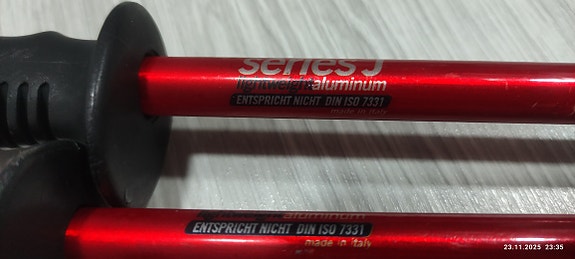 series J
lightweight aluminum
ENTSPRICHT NICHT DIN ISO 7331
made in Italy
lightweight aluminum
ENTSPRICHT NICHT DIN ISO 7331
made in Italy
23.11.2025 23:35